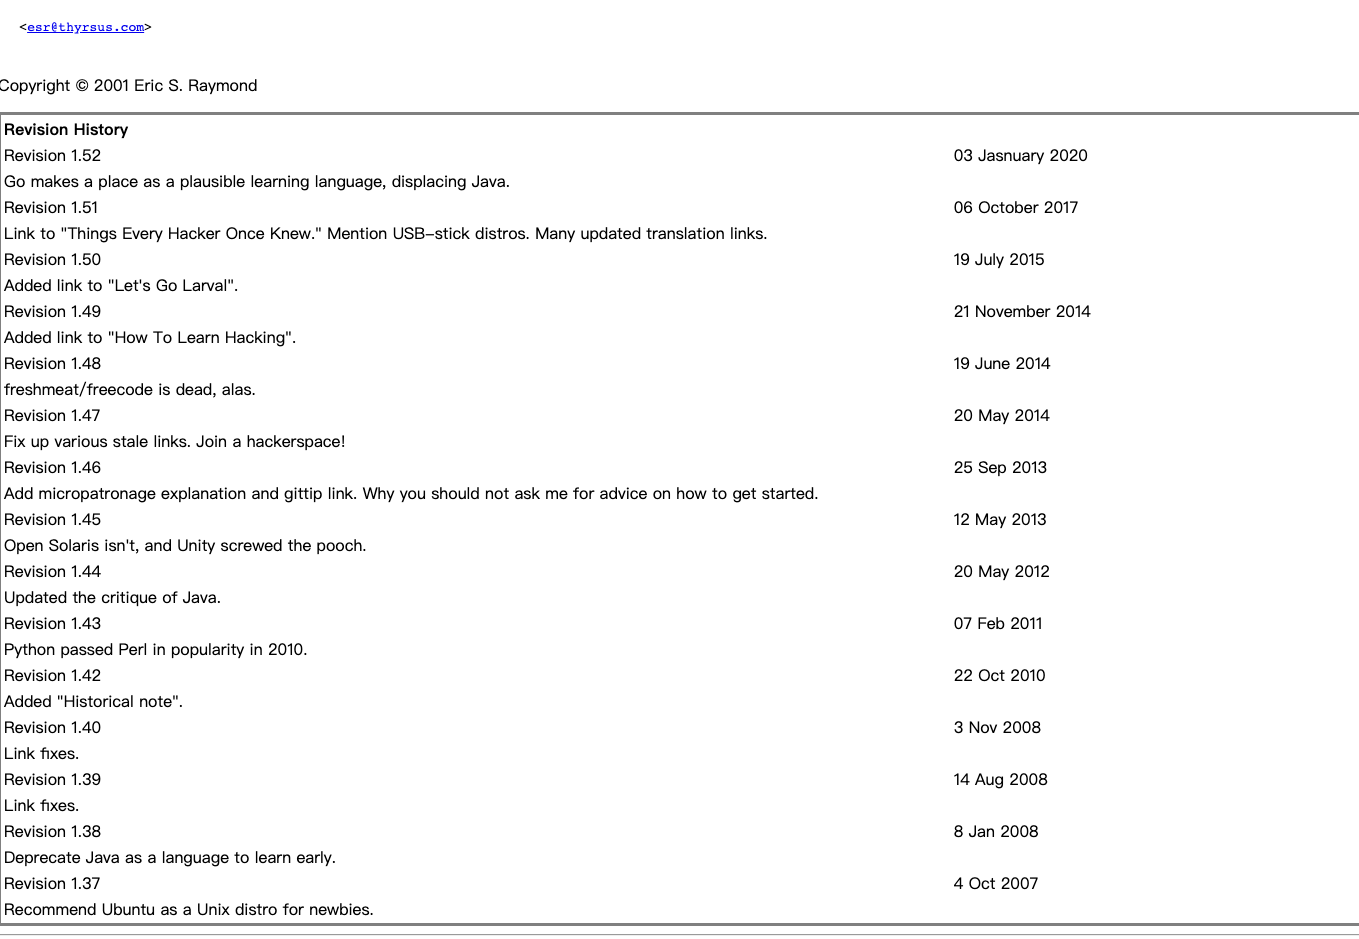 <esr@thyrsus.com>
Copyright © 2001 Eric S. Raymond
Revision History
Revision 1.52 03 Jasnuary 2020
Go makes a place as a plausible learning language, displacing Java.
Revision 1.51 06 October 2017
Link to "Things Every Hacker Once Knew." Mention USB-stick distros. Many updated translation links.
Revision 1.50 19 July 2015
Added link to "Let's Go Larval".
Revision 1.49 21 November 2014
Added link to "How To Learn Hacking".
Revision 1.48 19 June 2014
freshmeat/freecode is dead, alas.
Revision 1.47 20 May 2014
Fix up various stale links. Join a hackerspace!
Revision 1.46 25 Sep 2013
Add micropatronage explanation and gittip link. Why you should not ask me for advice on how to get started.
Revision 1.45 12 May 2013
Open Solaris isn't, and Unity screwed the pooch.
Revision 1.44 20 May 2012
Updated the critique of Java.
Revision 1.43 07 Feb 2011
Python passed Perl in popularity in 2010.
Revision 1.42 22 Oct 2010
Added "Historical note".
Revision 1.40 3 Nov 2008
Link fixes.
Revision 1.39 14 Aug 2008
Link fixes.
Revision 1.38 8 Jan 2008
Deprecate Java as a language to learn early.
Revision 1.37 4 Oct 2007
Recommend Ubuntu as a Unix distro for newbies.